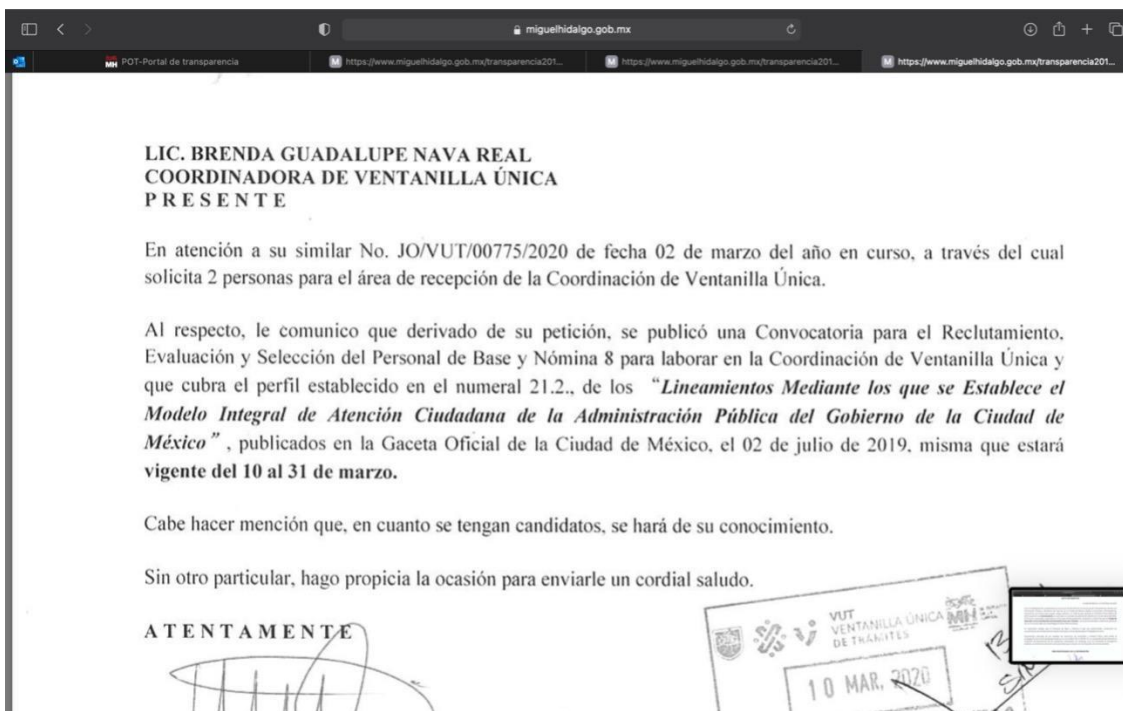 miguelhidalgo.gob.mx
MH POT-Portal de transparencia
M https://www.miguelhidalgo.gob.mx/transparencia201...
M https://www.miguelhidalgo.gob.mx/transparencia201...
M https://www.miguelhidalgo.gob.mx/transparencia201...
LIC. BRENDA GUADALUPE NAVA REAL
COORDINADORA DE VENTANILLA ÚNICA
P R E S E N T E
En atención a su similar No. JO/VUT/00775/2020 de fecha 02 de marzo del año en curso, a través del cual
solicita 2 personas para el área de recepción de la Coordinación de Ventanilla Única.
Al respecto, le comunico que derivado de su petición, se publicó una Convocatoria para el Reclutamiento,
Evaluación y Selección del Personal de Base y Nómina 8 para laborar en la Coordinación de Ventanilla Única y
que cubra el perfil establecido en el numeral 21.2., de los “Lineamientos Mediante los que se Establece el
Modelo Integral de Atención Ciudadana de la Administración Pública del Gobierno de la Ciudad de
México”, publicados en la Gaceta Oficial de la Ciudad de México, el 02 de julio de 2019, misma que estará
vigente del 10 al 31 de marzo.
Cabe hacer mención que, en cuanto se tengan candidatos, se hará de su conocimiento.
Sin otro particular, hago propicia la ocasión para enviarle un cordial saludo.
A T E N T A M E N T E
VUT
VENTANILLA ÚNICA
DE TRÁMITES
MH
10 MAR. 2020